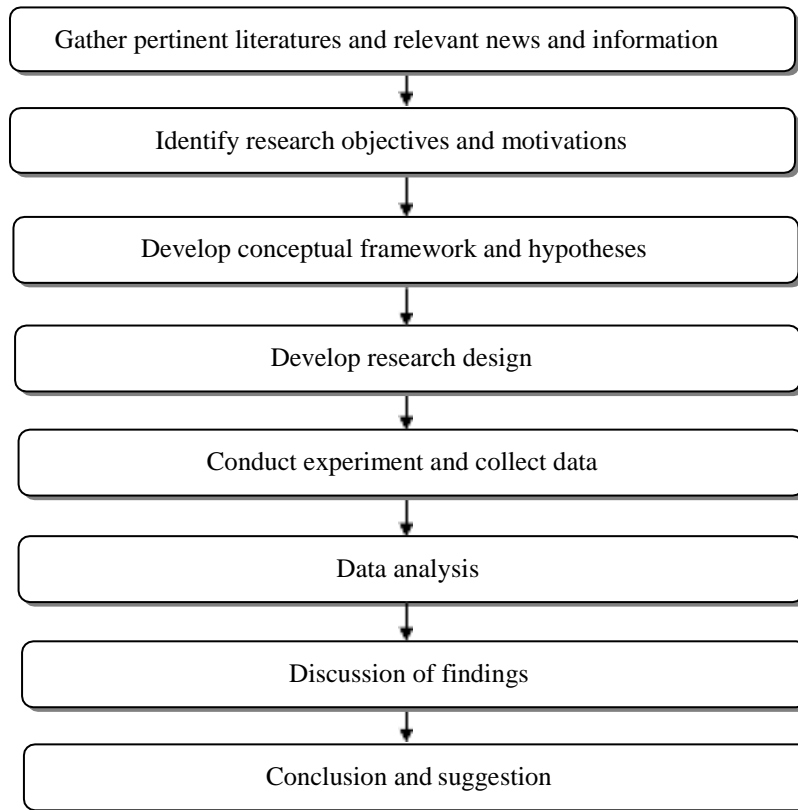 Gather pertinent literatures and relevant news and information
Identify research objectives and motivations
Develop conceptual framework and hypotheses
Develop research design
Conduct experiment and collect data
Data analysis
Discussion of findings
Conclusion and suggestion